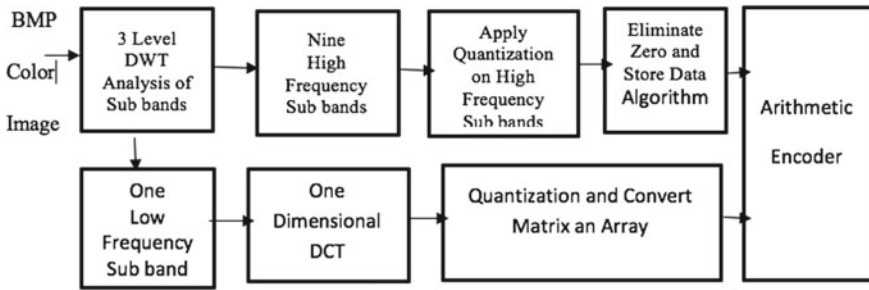 BMP
Color
Image
3 Level
DWT
Analysis of
Sub bands
Nine
High
Frequency
Sub bands
Apply
Quantization
on High
Frequency
Sub bands
Eliminate
Zero and
Store Data
Algorithm
Arithmetic
Encoder
One
Low
Frequency
Sub band
One
Dimensional
DCT
Quantization and Convert
Matrix an Array